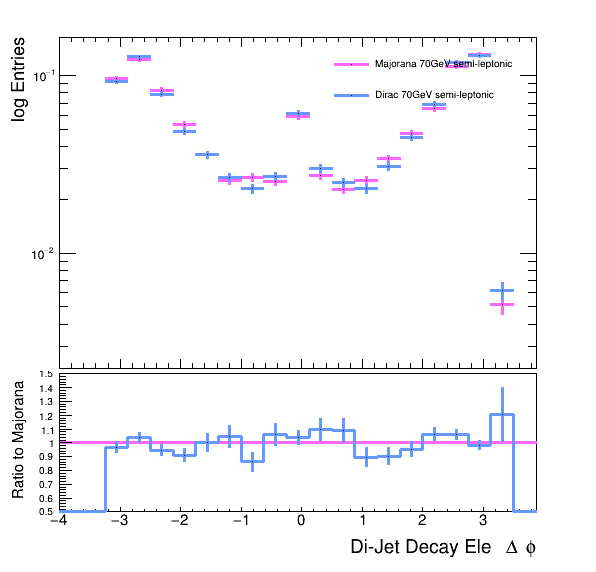 log Entries
10⁻¹
10⁻²
Majorana 70GeV semi-leptonic
Dirac 70GeV semi-leptonic
Ratio to Majorana
1.5
1.4
1.3
1.2
1.1
1
0.9
0.8
0.7
0.6
0.5
−4 −3 −2 −1 0 1 2 3
Di-Jet Decay Ele Δ ϕ